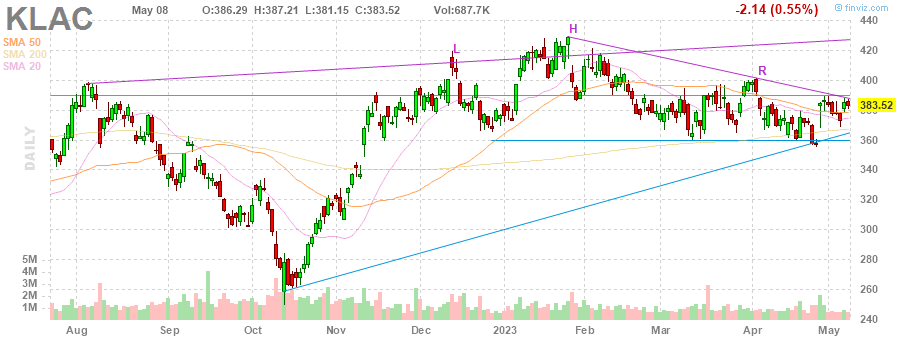 KLAC
May 08
O:386.29 H:387.21 L:381.15 C:383.52
Vol:687.7K
-2.14 (0.55%)
© finviz.com
SMA 50
SMA 200
SMA 20
DAILY
L
H
R
440
420
400
380
360
340
320
300
280
260
240
383.52
5M
4M
3M
2M
1M
Aug Sep Oct Nov Dec 2023 Feb Mar Apr May